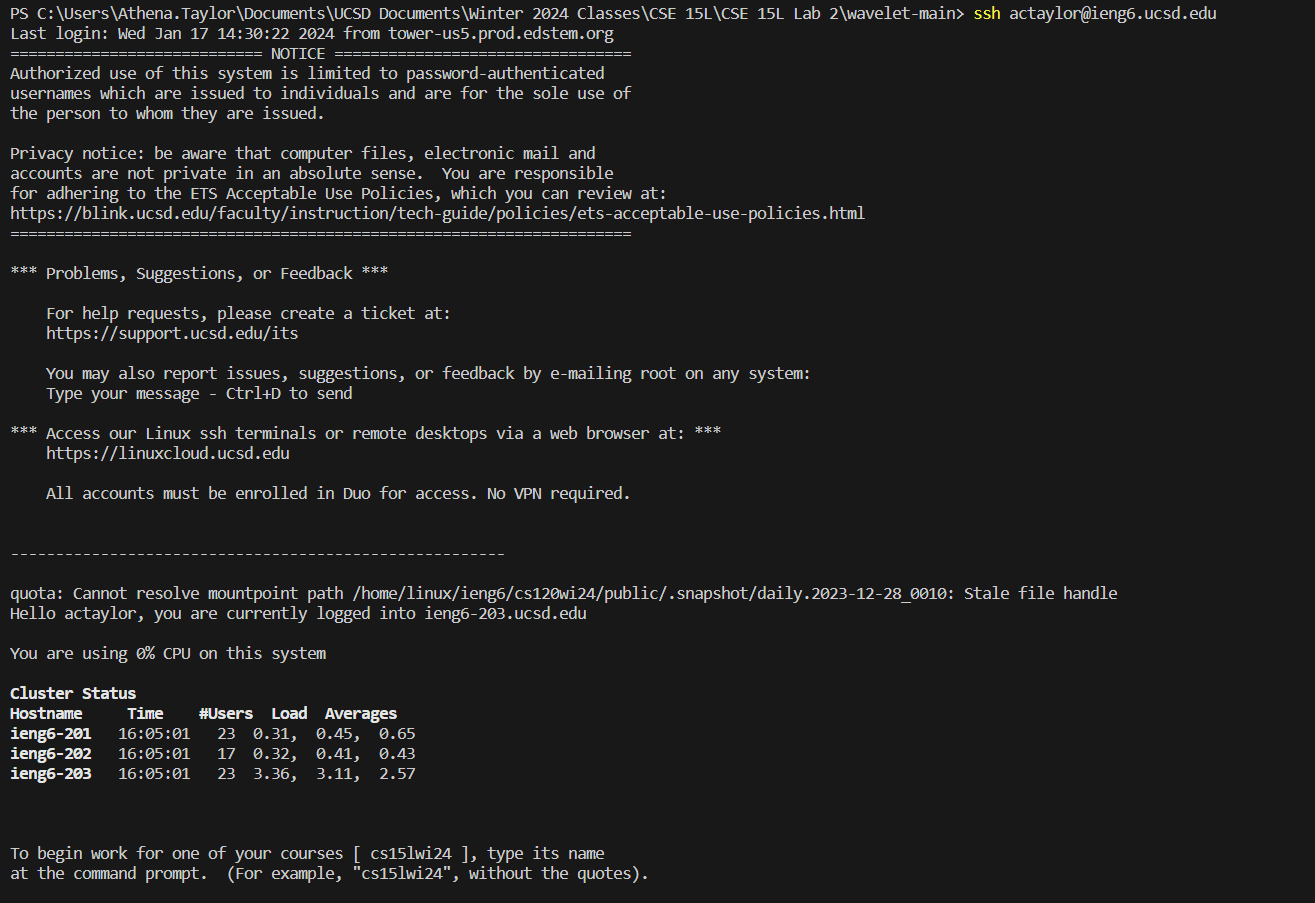 PS C:\Users\Athena.Taylor\Documents\UCSD Documents\Winter 2024 Classes\CSE 15L\CSE 15L Lab 2\wavelet-main> ssh actaylor@ieng6.ucsd.edu
Last login: Wed Jan 17 14:30:22 2024 from tower-us5.prod.edstem.org
============================ NOTICE =================================
Authorized use of this system is limited to password-authenticated
usernames which are issued to individuals and are for the sole use of
the person to whom they are issued.

Privacy notice: be aware that computer files, electronic mail and
accounts are not private in an absolute sense.  You are responsible
for adhering to the ETS Acceptable Use Policies, which you can review at:
https://blink.ucsd.edu/faculty/instruction/tech-guide/policies/ets-acceptable-use-policies.html
=====================================================================

*** Problems, Suggestions, or Feedback ***

    For help requests, please create a ticket at:
    https://support.ucsd.edu/its

    You may also report issues, suggestions, or feedback by e-mailing root on any system:
    Type your message - Ctrl+D to send

*** Access our Linux ssh terminals or remote desktops via a web browser at: ***
    https://linuxcloud.ucsd.edu

    All accounts must be enrolled in Duo for access. No VPN required.

-------------------------------------------------------

quota: Cannot resolve mountpoint path /home/linux/ieng6/cs120wi24/public/.snapshot/daily.2023-12-28_0010: Stale file handle
Hello actaylor, you are currently logged into ieng6-203.ucsd.edu

You are using 0% CPU on this system

Cluster Status
Hostname     Time    #Users  Load  Averages
ieng6-201   16:05:01   23  0.31,  0.45,  0.65
ieng6-202   16:05:01   17  0.32,  0.41,  0.43
ieng6-203   16:05:01   23  3.36,  3.11,  2.57

To begin work for one of your courses [ cs15lwi24 ], type its name
at the command prompt.  (For example, "cs15lwi24", without the quotes).